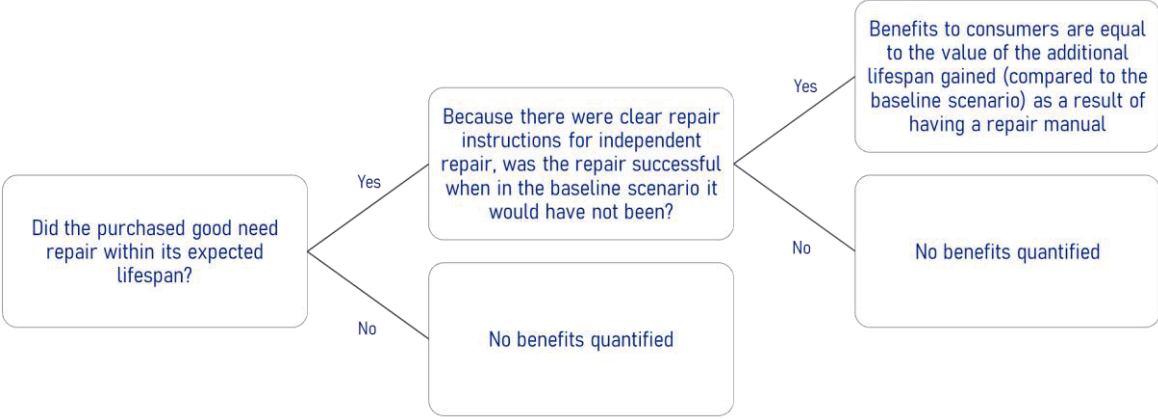 Did the purchased good need
repair within its expected
lifespan?
Yes
No
Because there were clear repair
instructions for independent
repair, was the repair successful
when in the baseline scenario it
would have not been?
No benefits quantified
Yes
No
Benefits to consumers are equal
to the value of the additional
lifespan gained (compared to the
baseline scenario) as a result of
having a repair manual
No benefits quantified